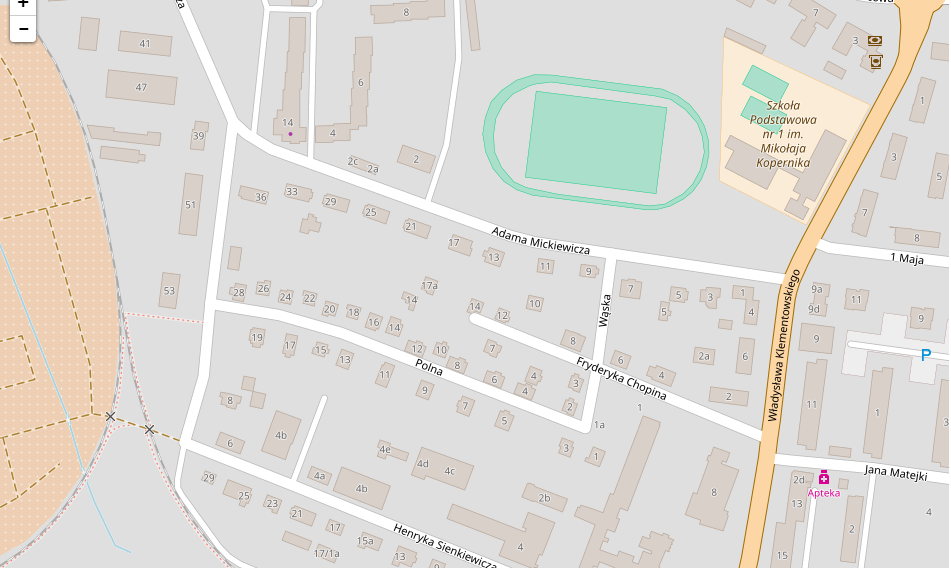 +
−
8
7
3
41
47
6
14
4
39
2c
2a
2
Szkoła
Podstawowa
nr 1 im.
Mikołaja
Kopernika
1
3
5
7
8
1 Maja
51
36
33
29
25
21
17
13
11
9
Adama Mickiewicza
7
5
3
1
5
4
53
28
26
24
22
20
18
16
14
17a
14
14
12
10
8
Wąska
Władysława Klementowskiego
9a
9d
11
9
9
P
19
17
15
13
11
9
7
5
12
10
8
6
4
4
3
2
7
Polna
Fryderyka Chopina
6
4
2a
6
2
1
1a
3
1
11
1
3
8
6
4b
4a
4b
4e
4d
4c
2b
4
8
Jana Matejki
Apteka
2d
13
15
2
4
29
25
23
21
17
17/1a
15a
13
11
Henryka Sienkiewicza